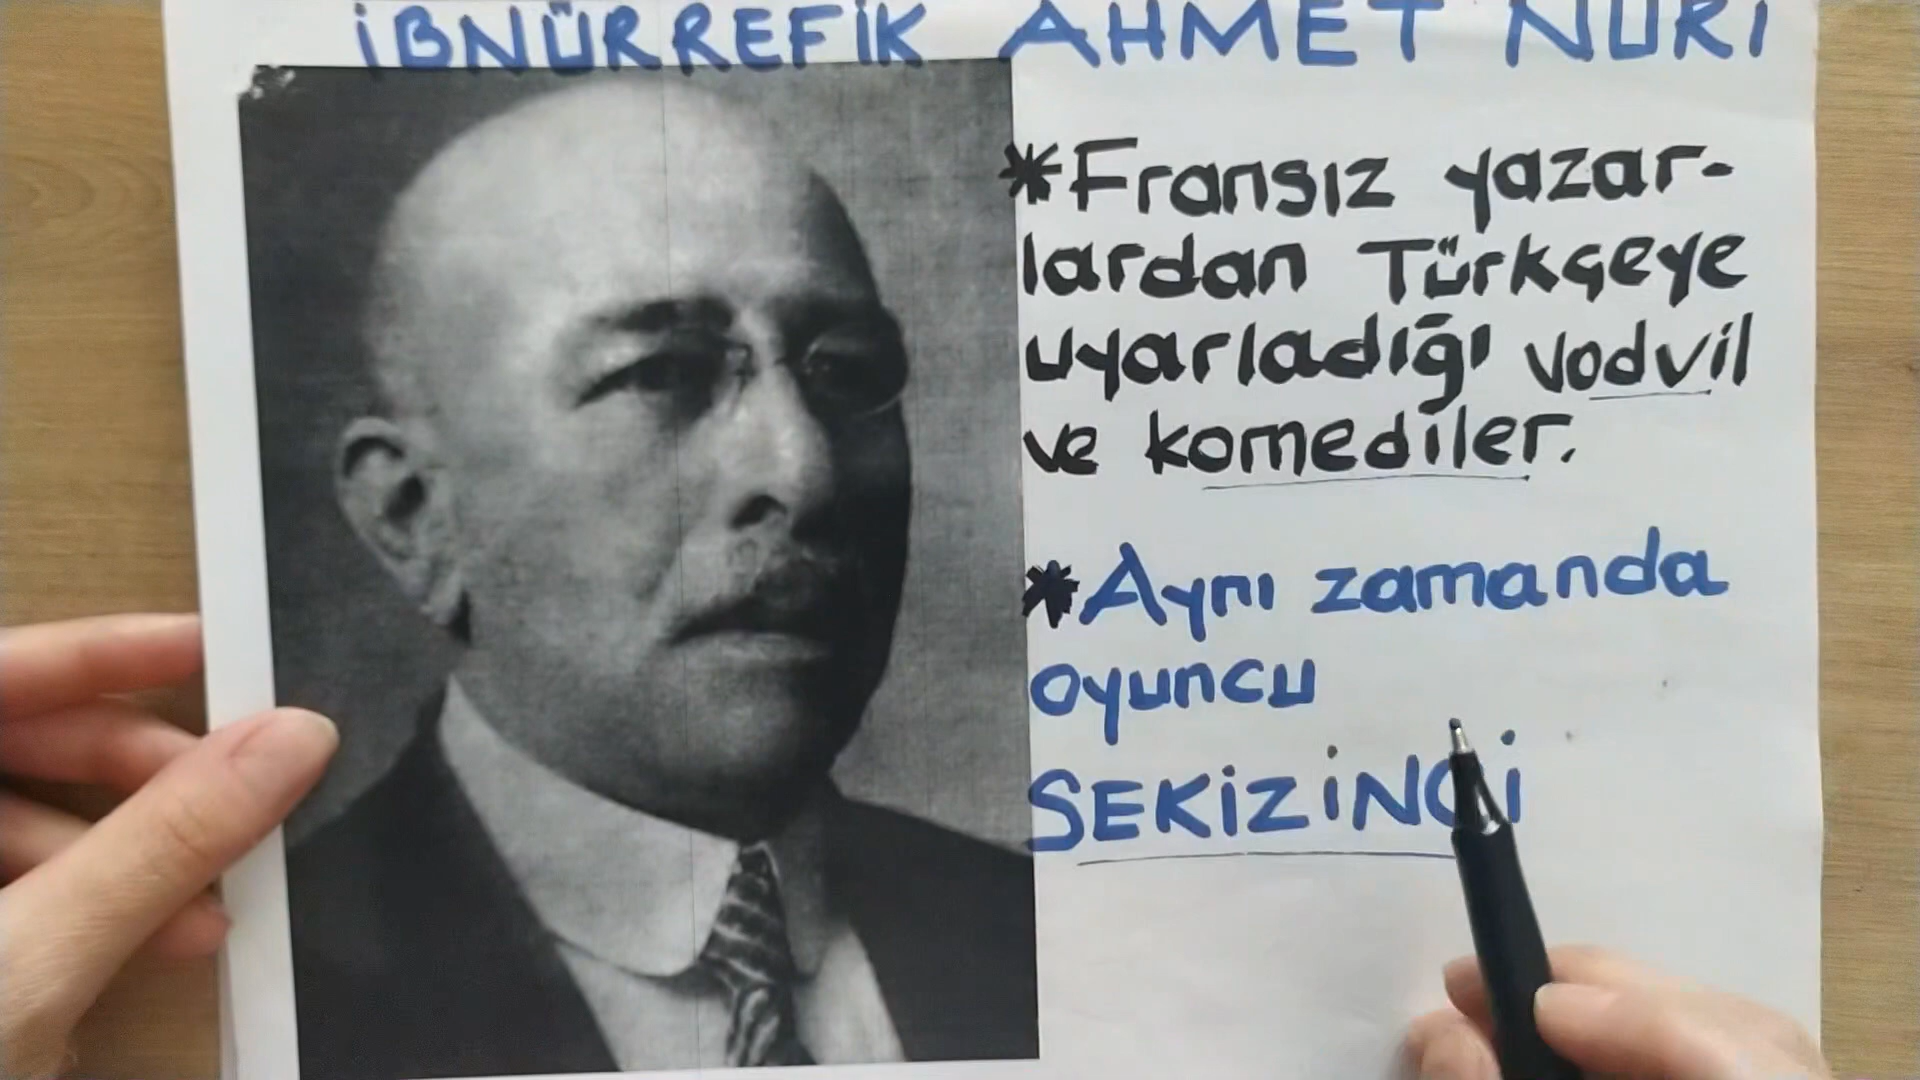 İBNÜRREFİK AHMET NURİ
*Fransız yazar-
lardan Türkçeye
uyarladığı vodvil
ve komediler.
*Aynı zamanda
oyuncu
SEKİZİNCİ